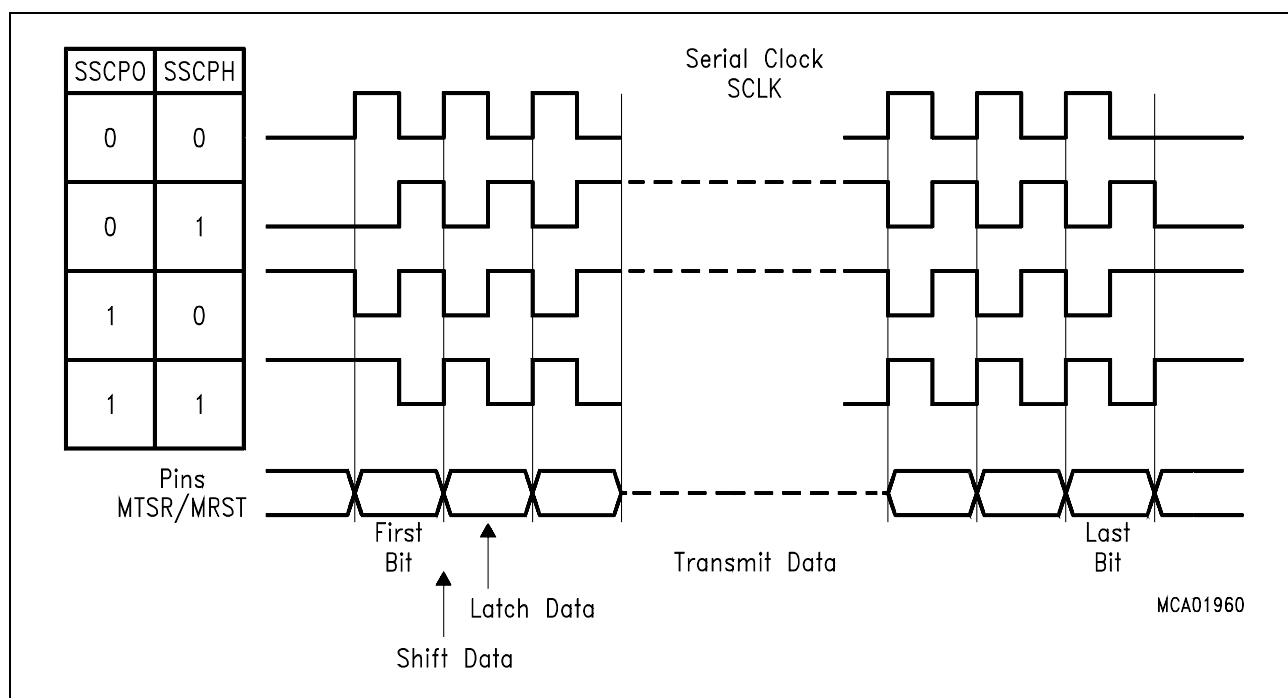 SSCPO SSCPH
Serial Clock
SCLK
0 0
0 1
1 0
1 1
Pins
MTSR/MRST
First
Bit
Last
Bit
Transmit Data
Latch Data
MCA01960
Shift Data